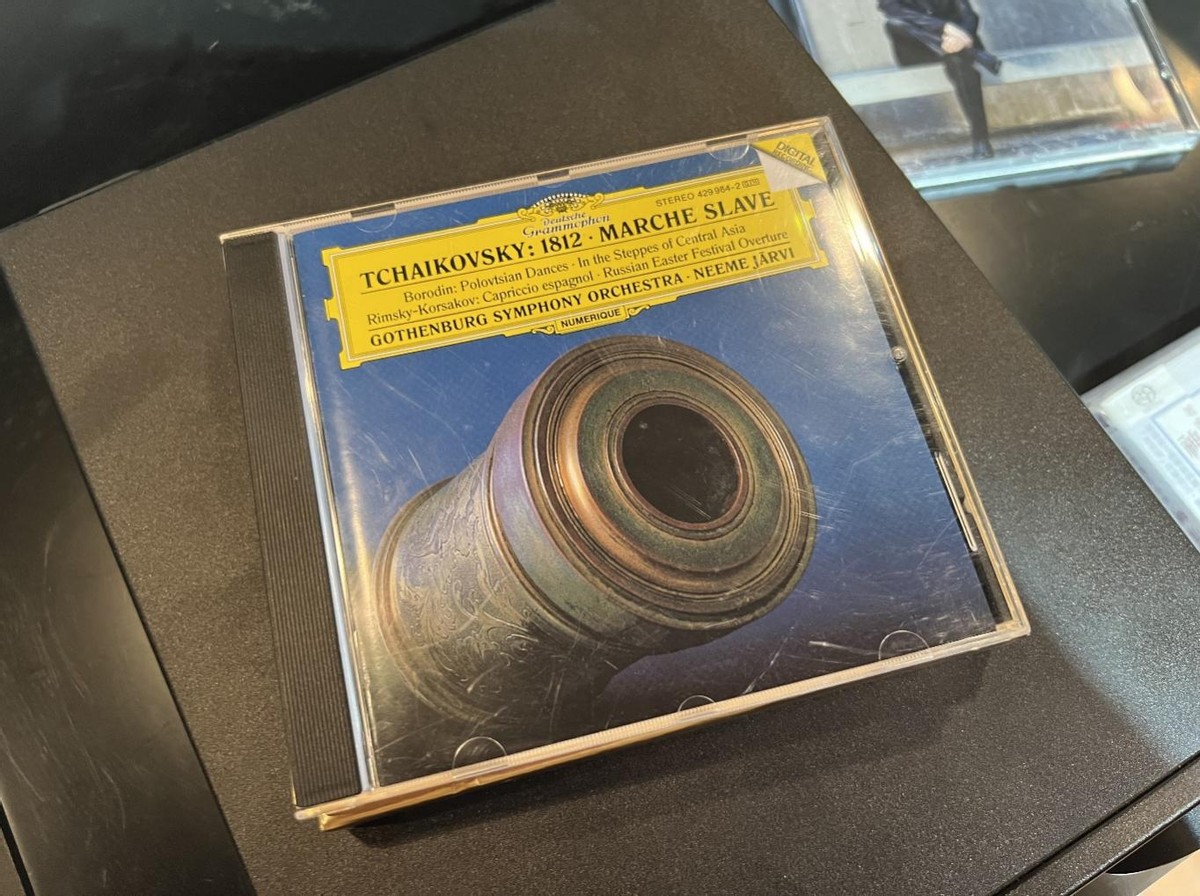 DIGITAL
RECORDING
Deutsche
Grammophon
STEREO 429 984-2
TCHAIKOVSKY: 1812 · MARCHE SLAVE
Borodin: Polovtsian Dances · In the Steppes of Central Asia
Rimsky-Korsakov: Capriccio espagnol · Russian Easter Festival Overture
GOTHENBURG SYMPHONY ORCHESTRA · NEEME JÄRVI
NUMERIQUE